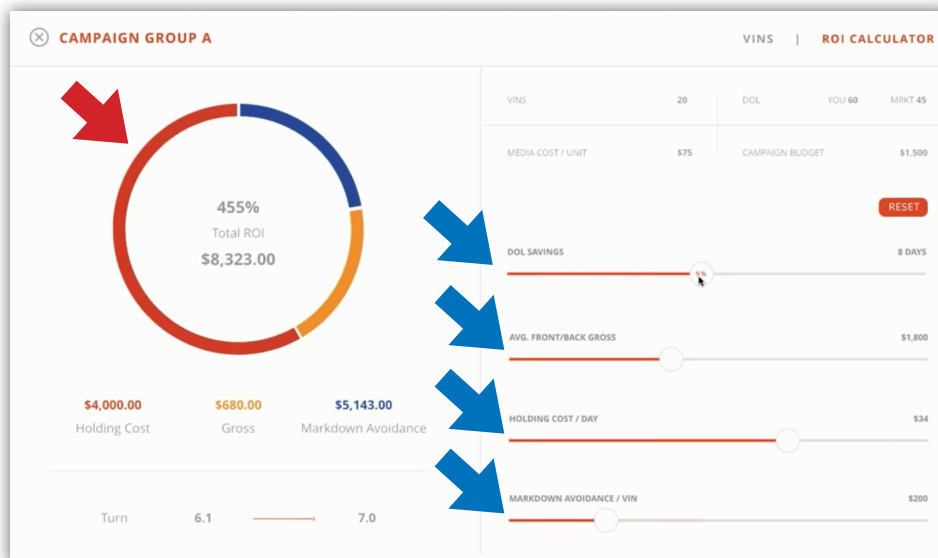 CAMPAIGN GROUP A
VINS | ROI CALCULATOR
VINS 20 DOL YOU 60 MRKT 45
MEDIA COST / UNIT $75 CAMPAIGN BUDGET $1,500
RESET
455%
Total ROI
$8,323.00
$4,000.00 $680.00 $5,143.00
Holding Cost Gross Markdown Avoidance
Turn 6.1 7.0
DOL SAVINGS 8 DAYS
AVG. FRONT/BACK GROSS $1,800
HOLDING COST / DAY $34
MARKDOWN AVOIDANCE / VIN $200